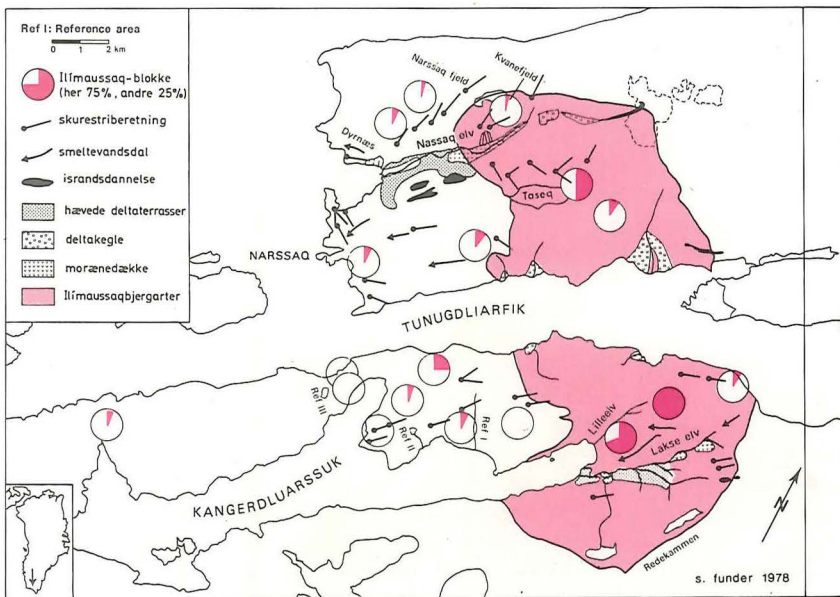 Ref I: Reference area
0 1 2 km
Ilímaussaq-blokke
(her 75%, andre 25%)
skurestriberetning
smeltevandsdal
israndsdannelse
hævede deltaterrasser
deltakegle
morænedække
Ilímaussaqbjergarter
Narssaq fjeld
Kvanefjeld
Dyrnæs
Nassaq elv
Taseq
NARSSAQ
TUNUGDLIARFIK
Ref III
Ref II
Ref I
Lilleelv
Lakse elv
KANGERDLUARSSUK
Redekammen
N
s. funder 1978